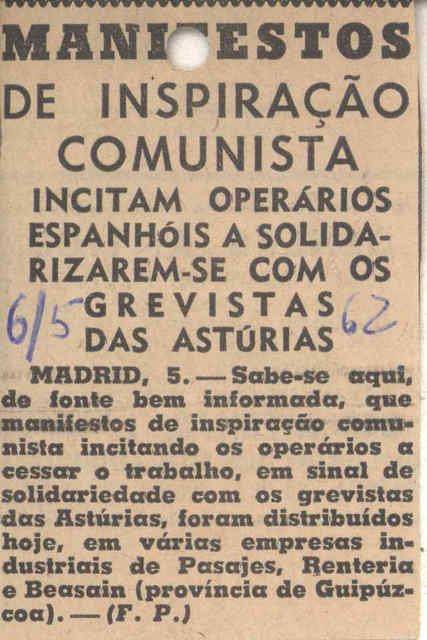 MANIFESTOS
DE INSPIRAÇÃO
COMUNISTA
INCITAM OPERÁRIOS
ESPANHÓIS A SOLIDA-
RIZAREM-SE COM OS
6/5 GREVISTAS 62
DAS ASTÚRIAS
MADRID, 5. — Sabe-se aqui,
de fonte bem informada, que
manifestos de inspiração comu-
nista incitando os operários a
cessar o trabalho, em sinal de
solidariedade com os grevistas
das Astúrias, foram distribuídos
hoje, em várias empresas in-
dustriais de Pasajes, Renteria
e Beasain (província de Guipúz-
coa). — (F. P.)